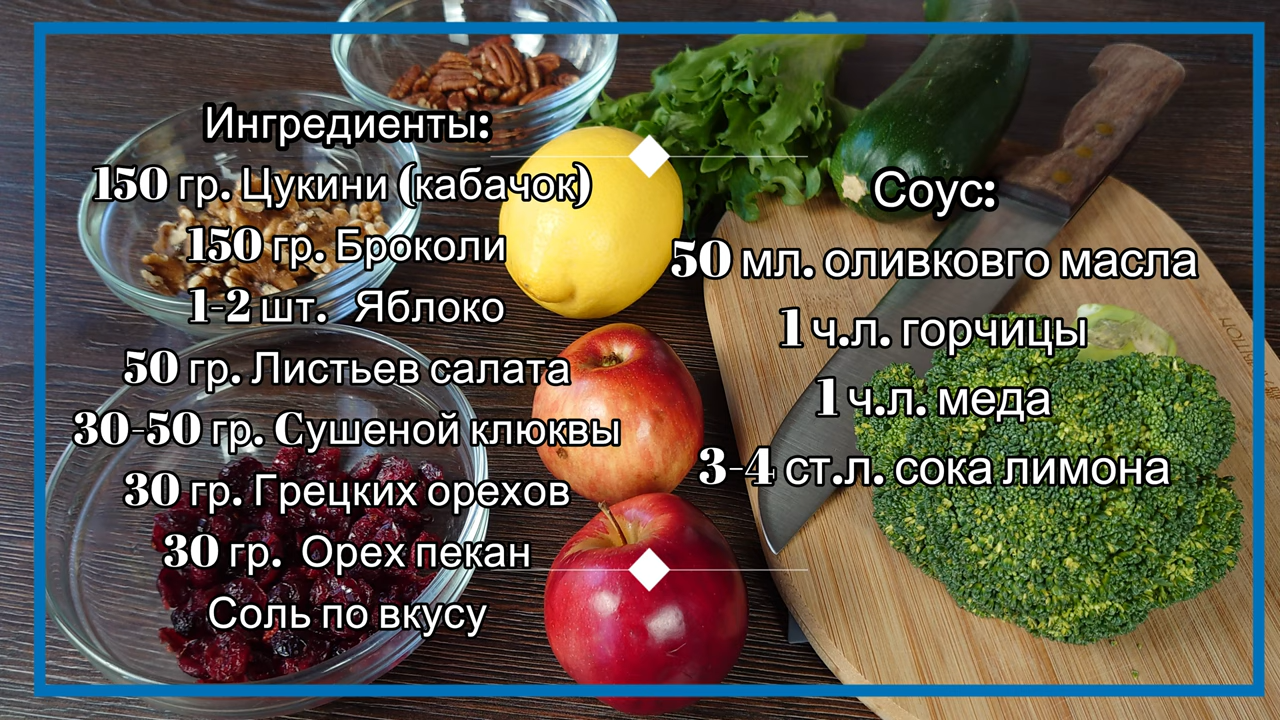 Ингредиенты:
150 гр. Цукини (кабачок)
150 гр. Броколи
1-2 шт. Яблоко
50 гр. Листьев салата
30-50 гр. Сушеной клюквы
30 гр. Грецких орехов
30 гр. Орех пекан
Соль по вкусу
Соус:
50 мл. оливковго масла
1 ч.л. горчицы
1 ч.л. меда
3-4 ст.л. сока лимона